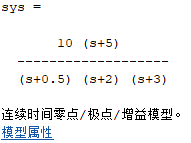 sys =
10 (s+5)
-------------------
(s+0.5) (s+2) (s+3)
连续时间零点/极点/增益模型。
模型属性